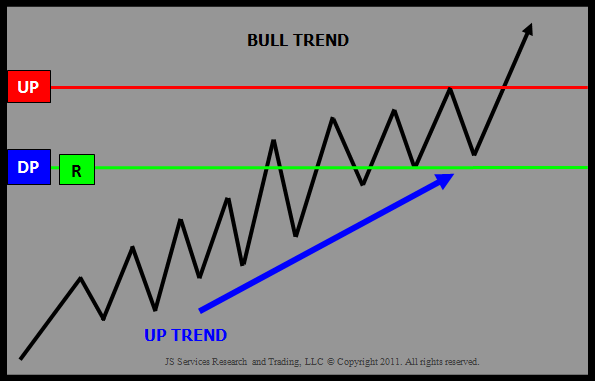 BULL TREND
UP
DP
R
UP TREND
JS Services Research and Trading, LLC © Copyright 2011. All rights reserved.